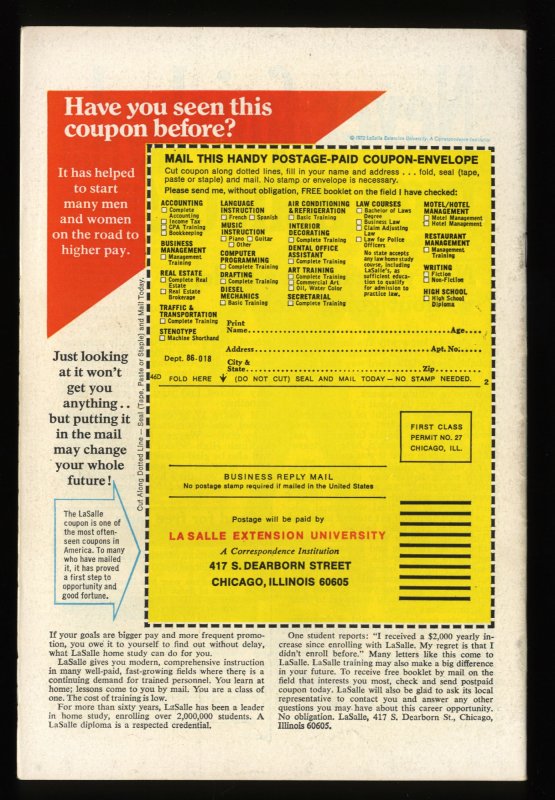 Have you seen this
coupon before?
© 1972 LaSalle Extension University, A Correspondence Institution
It has helped
to start
many men
and women
on the road to
higher pay.
MAIL THIS HANDY POSTAGE-PAID COUPON-ENVELOPE
Cut coupon along dotted lines, fill in your name and address . . . fold, seal (tape,
paste or staple) and mail. No stamp or envelope is necessary.
Please send me, without obligation, FREE booklet on the field I have checked:
ACCOUNTING
Complete
Accounting
Income Tax
CPA Training
Bookkeeping
BUSINESS
MANAGEMENT
Management
Training
REAL ESTATE
Complete Real
Estate
Real Estate
Brokerage
TRAFFIC &
TRANSPORTATION
Complete Training
STENOTYPE
Machine Shorthand
LANGUAGE
INSTRUCTION
French Spanish
MUSIC
INSTRUCTION
Piano Guitar
Other
COMPUTER
PROGRAMMING
Complete Training
DRAFTING
Complete Training
DIESEL
MECHANICS
Basic Training
AIR CONDITIONING
& REFRIGERATION
Basic Training
INTERIOR
DECORATING
Complete Training
DENTAL OFFICE
ASSISTANT
Complete Training
ART TRAINING
Complete Training
Commercial Art
Oil, Water Color
SECRETARIAL
Complete Training
LAW COURSES
Bachelor of Laws
Degree
Business Law
Claim Adjusting
Law
Law for Police
Officers
No state accepts
any law home study
course, including
LaSalle's, as
sufficient educa-
tion to qualify
for admission to
practice law.
MOTEL/HOTEL
MANAGEMENT
Motel Management
Hotel Management
RESTAURANT
MANAGEMENT
Management
Training
WRITING
Fiction
Non-Fiction
HIGH SCHOOL
High School
Diploma
Print
Name Age
Address Apt. No.
Dept. 86-018
City &
State Zip
46D FOLD HERE (DO NOT CUT) SEAL AND MAIL TODAY — NO STAMP NEEDED. 2
Cut Along Dotted Line — Seal (Tape, Paste or Staple) and Mail Today.
Just looking
at it won't
get you
anything . .
but putting it
in the mail
may change
your whole
future!
FIRST CLASS
PERMIT NO. 27
CHICAGO, ILL.
BUSINESS REPLY MAIL
No postage stamp required if mailed in the United States
Postage will be paid by
LA SALLE EXTENSION UNIVERSITY
A Correspondence Institution
417 S. DEARBORN STREET
CHICAGO, ILLINOIS 60605
The LaSalle
coupon is one of
the most often-
seen coupons in
America. To many
who have mailed
it, it has proved
a first step to
opportunity and
good fortune.
If your goals are bigger pay and more frequent promo-
tion, you owe it to yourself to find out without delay,
what LaSalle home study can do for you.
LaSalle gives you modern, comprehensive instruction
in many well-paid, fast-growing fields where there is a
continuing demand for trained personnel. You learn at
home; lessons come to you by mail. You are a class of
one. The cost of training is low.
For more than sixty years, LaSalle has been a leader
in home study, enrolling over 2,000,000 students. A
LaSalle diploma is a respected credential.
One student reports: "I received a $2,000 yearly in-
crease since enrolling with LaSalle. My regret is that I
didn't enroll before." Many letters like this come to
LaSalle. LaSalle training may also make a big difference
in your future. To receive free booklet by mail on the
field that interests you most, check and send postpaid
coupon today. LaSalle will also be glad to ask its local
representative to contact you and answer any other
questions you may have about this career opportunity.
No obligation. LaSalle, 417 S. Dearborn St., Chicago,
Illinois 60605.